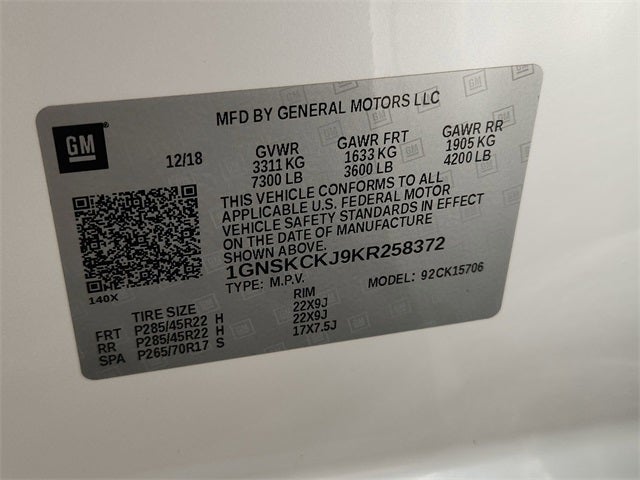 MFD BY GENERAL MOTORS LLC
GM
12/18
GVWR GAWR FRT GAWR RR
3311 KG 1633 KG 1905 KG
7300 LB 3600 LB 4200 LB
THIS VEHICLE CONFORMS TO ALL
APPLICABLE U.S. FEDERAL MOTOR
VEHICLE SAFETY STANDARDS IN EFFECT
ON THE DATE OF MANUFACTURE
SHOWN ABOVE.
1GNSKCKJ9KR258372
TYPE: M.P.V. MODEL: 92CK15706
140X
TIRE SIZE RIM
FRT P285/45R22 H 22X9J
RR P285/45R22 H 22X9J
SPA P265/70R17 S 17X7.5J